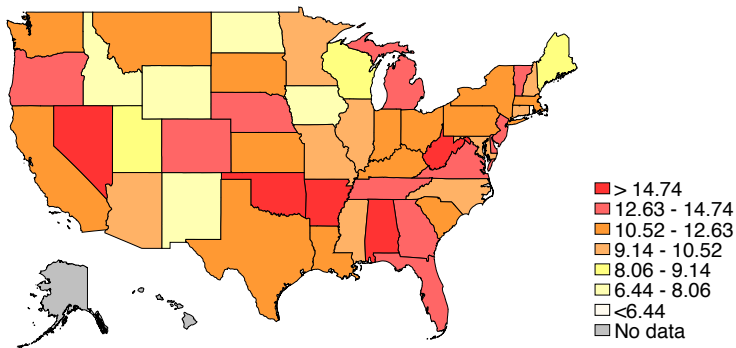 > 14.74
12.63 - 14.74
10.52 - 12.63
9.14 - 10.52
8.06 - 9.14
6.44 - 8.06
<6.44
No data